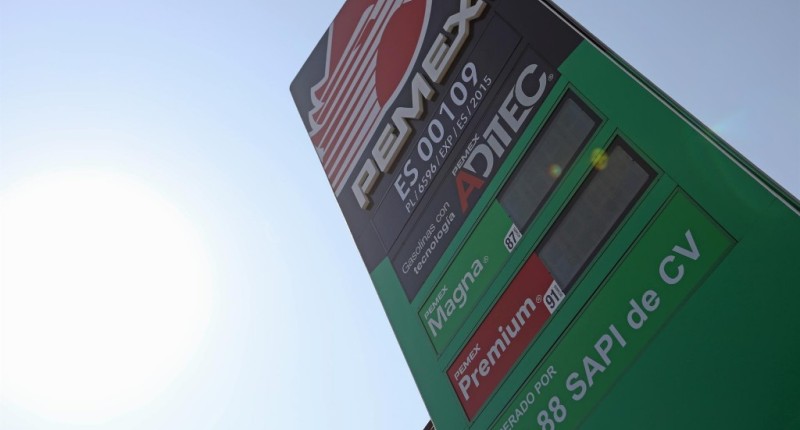 PEMEX
ES 00109
PL/6596/EXP/ES/2015
Gasolinas con
tecnología
PEMEX
ADITEC®
PEMEX
Magna®
87
PEMEX
Premium®
91
88 SAPI de CV